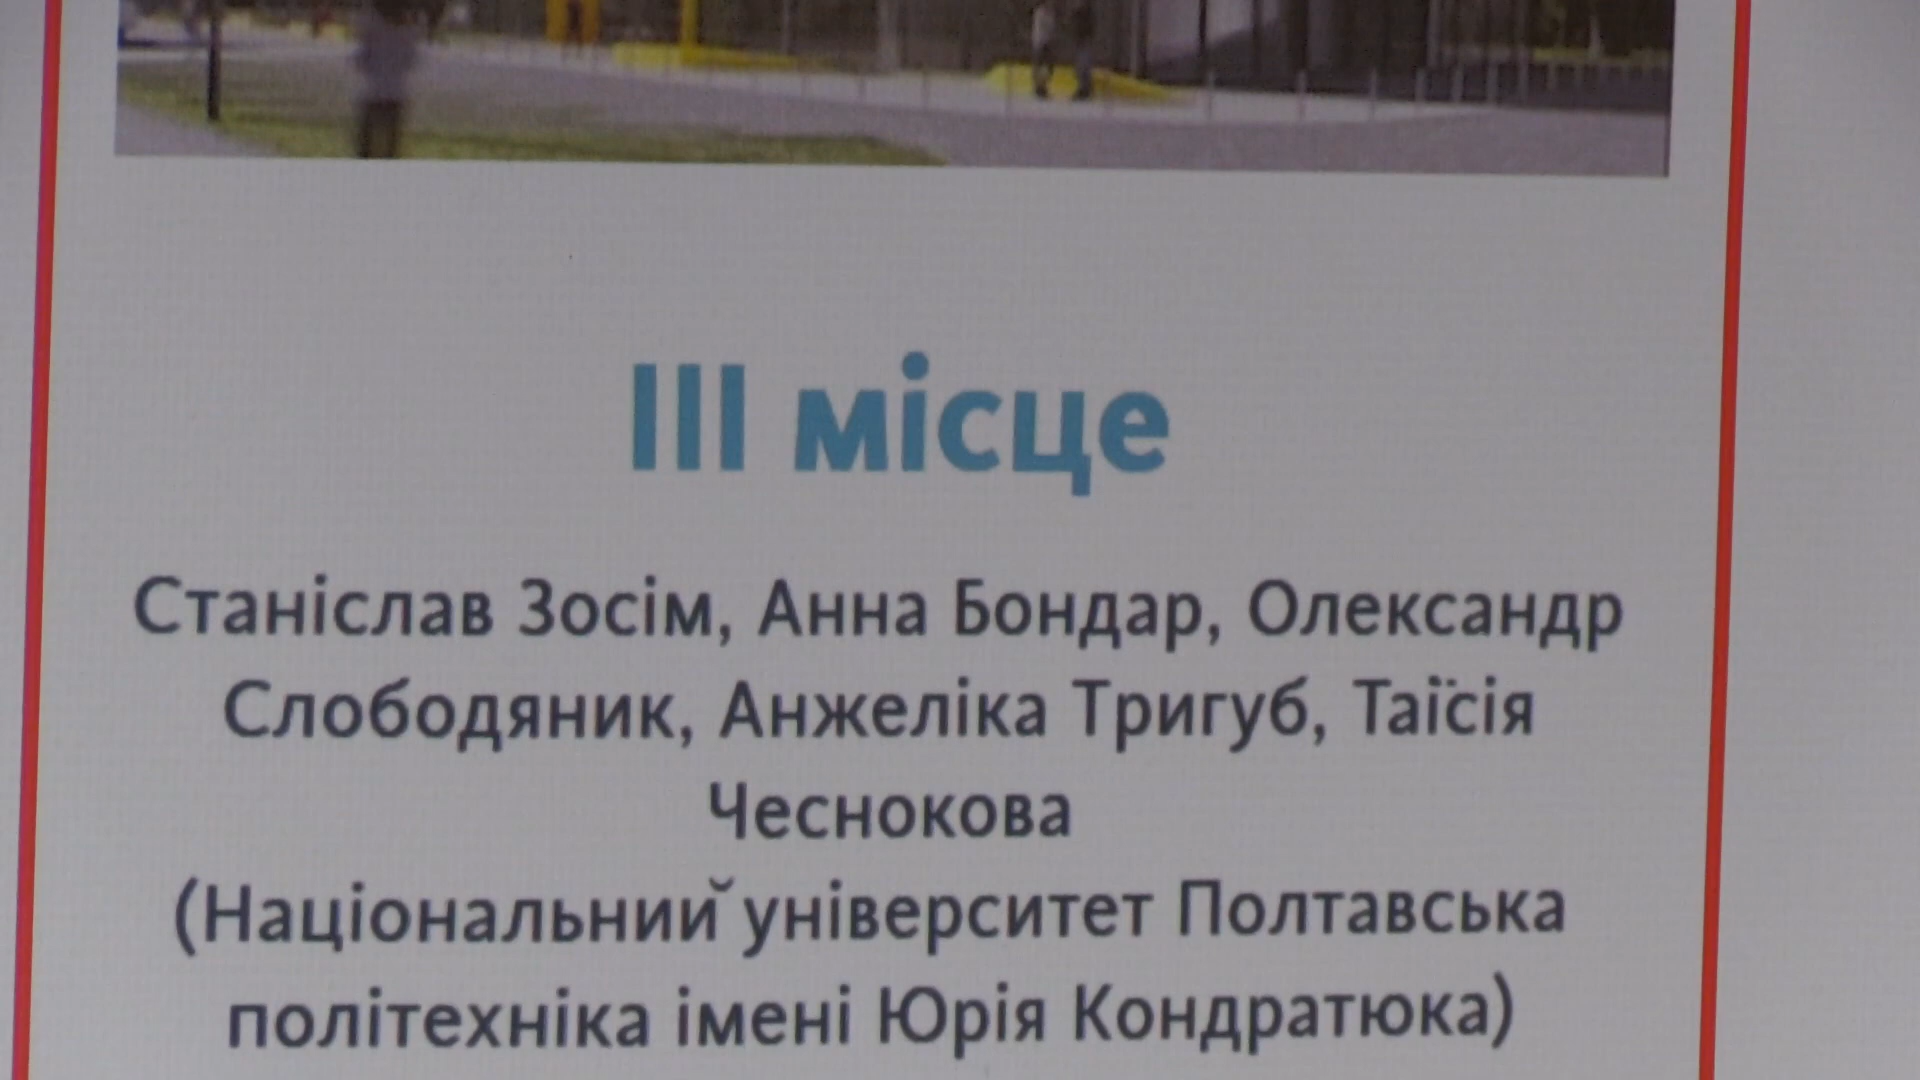 III місце
Станіслав Зосім, Анна Бондар, Олександр
Слободяник, Анжеліка Тригуб, Таїсія
Чеснокова
(Національний університет Полтавська
політехніка імені Юрія Кондратюка)